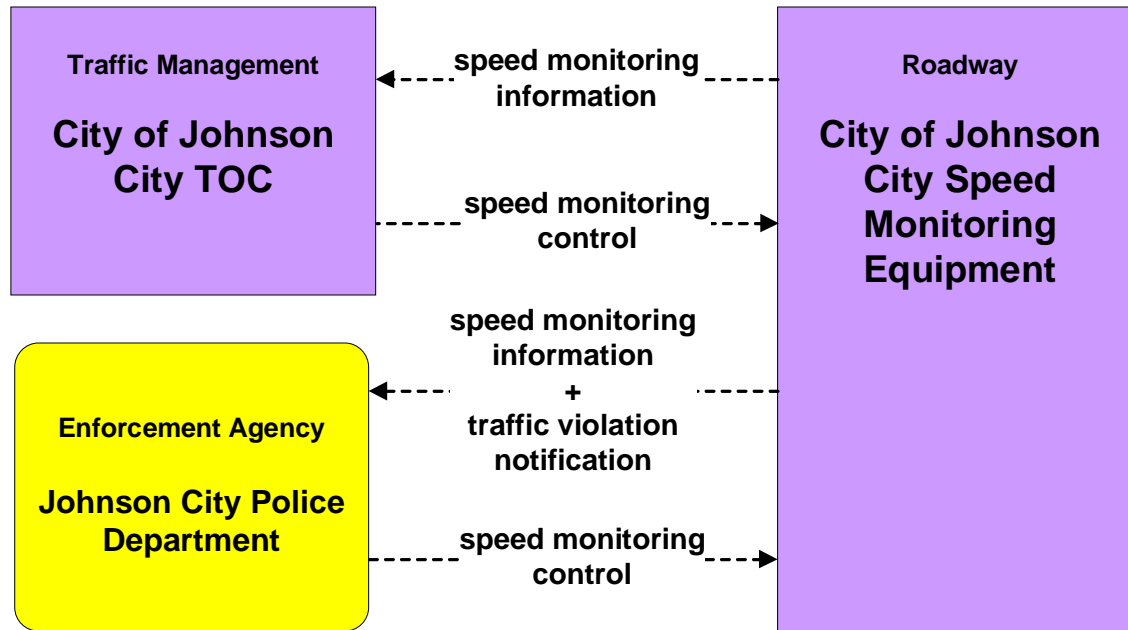 Traffic Management
City of Johnson
City TOC
speed monitoring
information
speed monitoring
control
Roadway
City of Johnson
City Speed
Monitoring
Equipment
Enforcement Agency
Johnson City Police
Department
speed monitoring
information
+
traffic violation
notification
speed monitoring
control